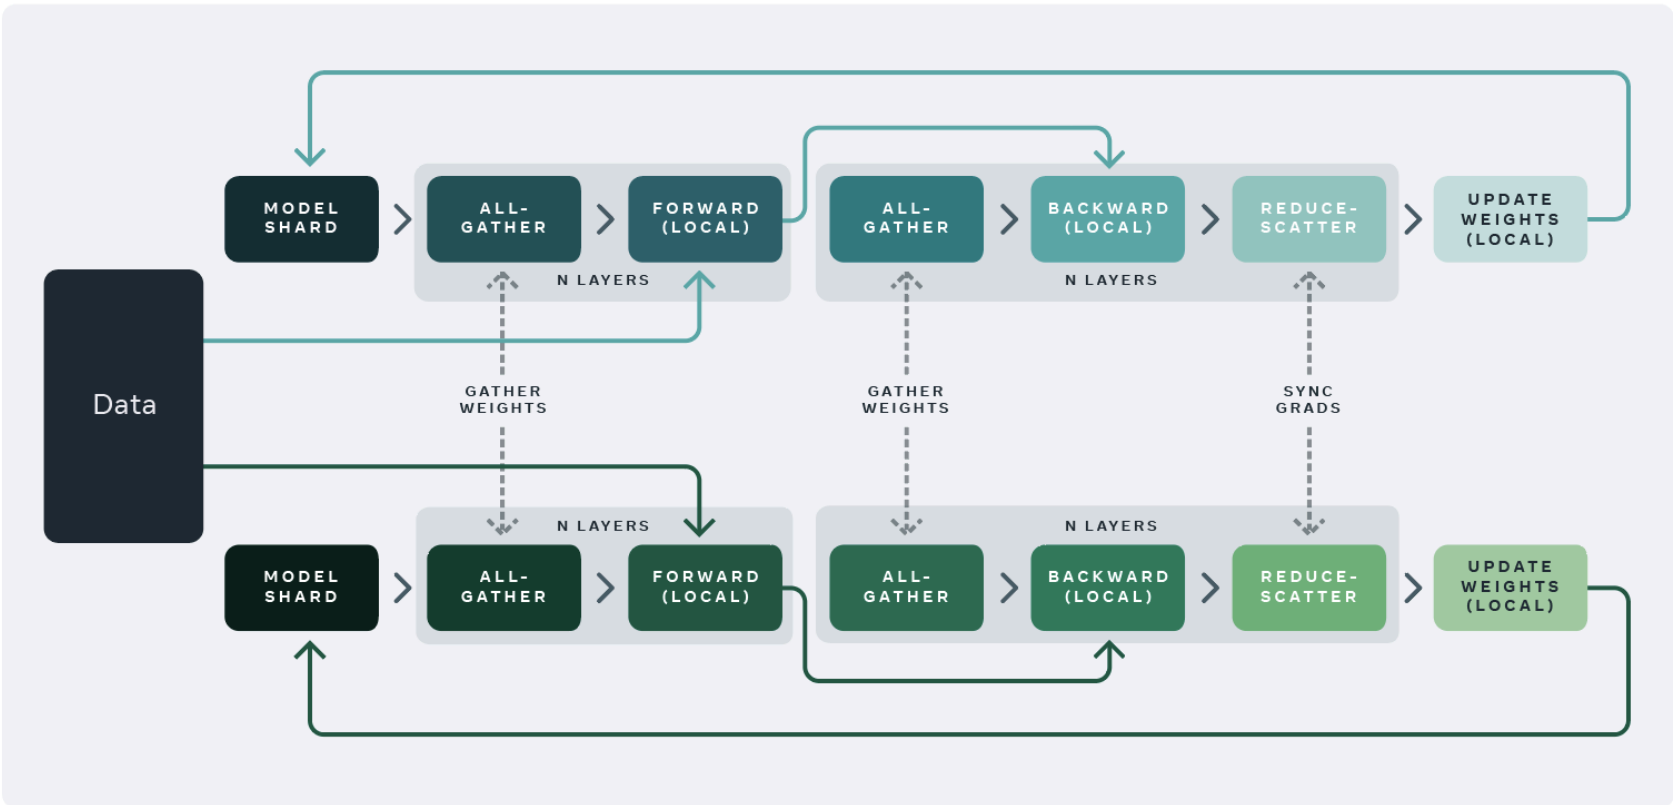 MODEL
SHARD
ALL-
GATHER
FORWARD
(LOCAL)
N LAYERS
ALL-
GATHER
BACKWARD
(LOCAL)
REDUCE-
SCATTER
N LAYERS
UPDATE
WEIGHTS
(LOCAL)
Data
GATHER
WEIGHTS
GATHER
WEIGHTS
SYNC
GRADS
MODEL
SHARD
N LAYERS
ALL-
GATHER
FORWARD
(LOCAL)
N LAYERS
ALL-
GATHER
BACKWARD
(LOCAL)
REDUCE-
SCATTER
UPDATE
WEIGHTS
(LOCAL)